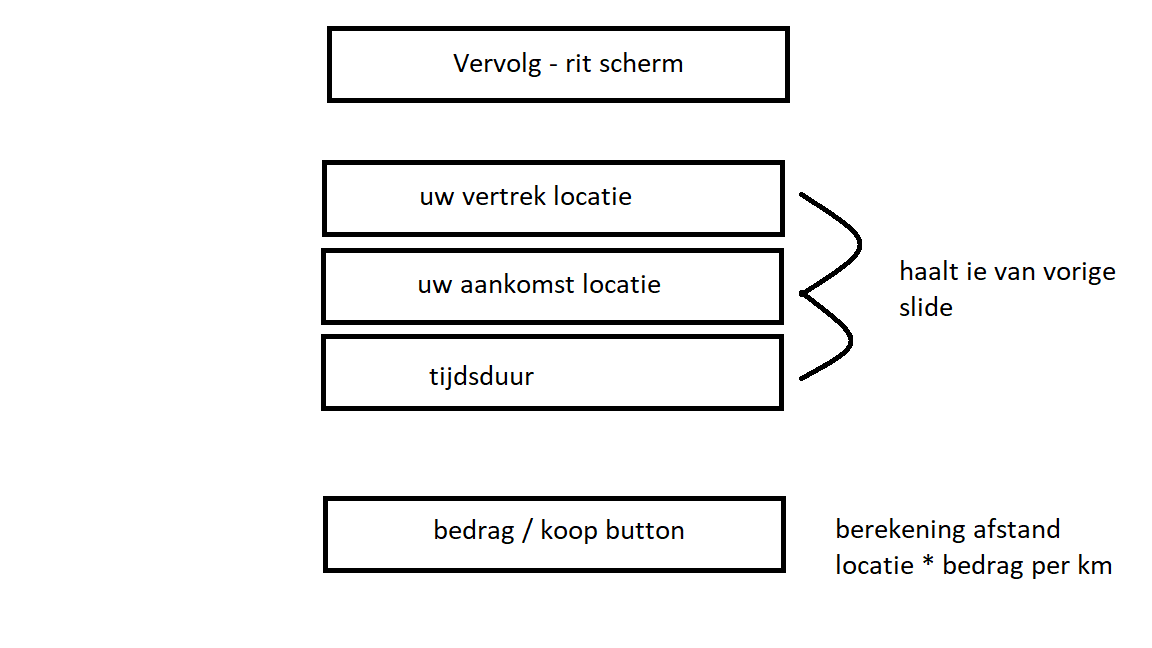 Vervolg - rit scherm
uw vertrek locatie
uw aankomst locatie
haalt ie van vorige
slide
tijdsduur
bedrag / koop button
berekening afstand
locatie * bedrag per km